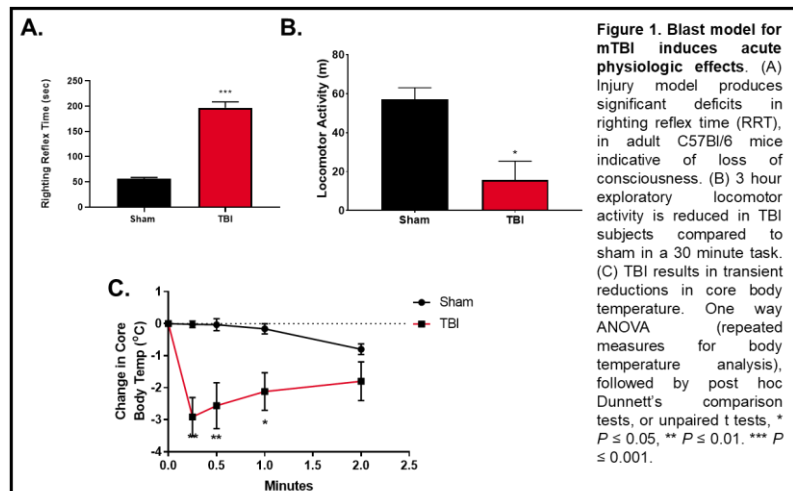 A.
Righting Reflex Time (sec)
250
200
150
100
50
0
***
Sham
TBI
B.
Locomotor Activity (m)
80
60
40
20
0
*
Sham
TBI
C.
Sham
TBI
Change in Core
Body Temp (°C)
0
-1
-2
-3
-4
**
**
*
0.0
0.5
1.0
1.5
2.0
2.5
Minutes
Figure 1. Blast model for
mTBI induces acute
physiologic effects. (A)
Injury model produces
significant deficits in
righting reflex time (RRT),
in adult C57Bl/6 mice
indicative of loss of
consciousness. (B) 3 hour
exploratory locomotor
activity is reduced in TBI
subjects compared to
sham in a 30 minute task.
(C) TBI results in transient
reductions in core body
temperature. One way
ANOVA (repeated
measures for body
temperature analysis),
followed by post hoc
Dunnett's comparison
tests, or unpaired t tests, *
P ≤ 0.05, ** P ≤ 0.01. *** P
≤ 0.001.